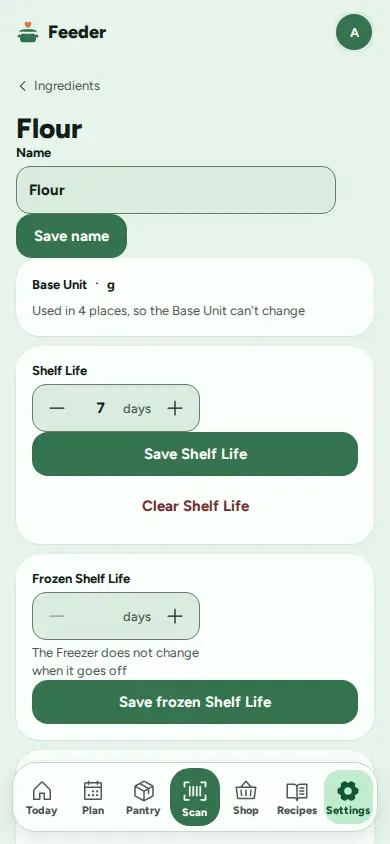 Feeder
A
Ingredients
Flour
Name
Flour
Save name
Base Unit · g
Used in 4 places, so the Base Unit can't change
Shelf Life
7 days
Save Shelf Life
Clear Shelf Life
Frozen Shelf Life
days
The Freezer does not change
when it goes off
Save frozen Shelf Life
Today
Plan
Pantry
Scan
Shop
Recipes
Settings